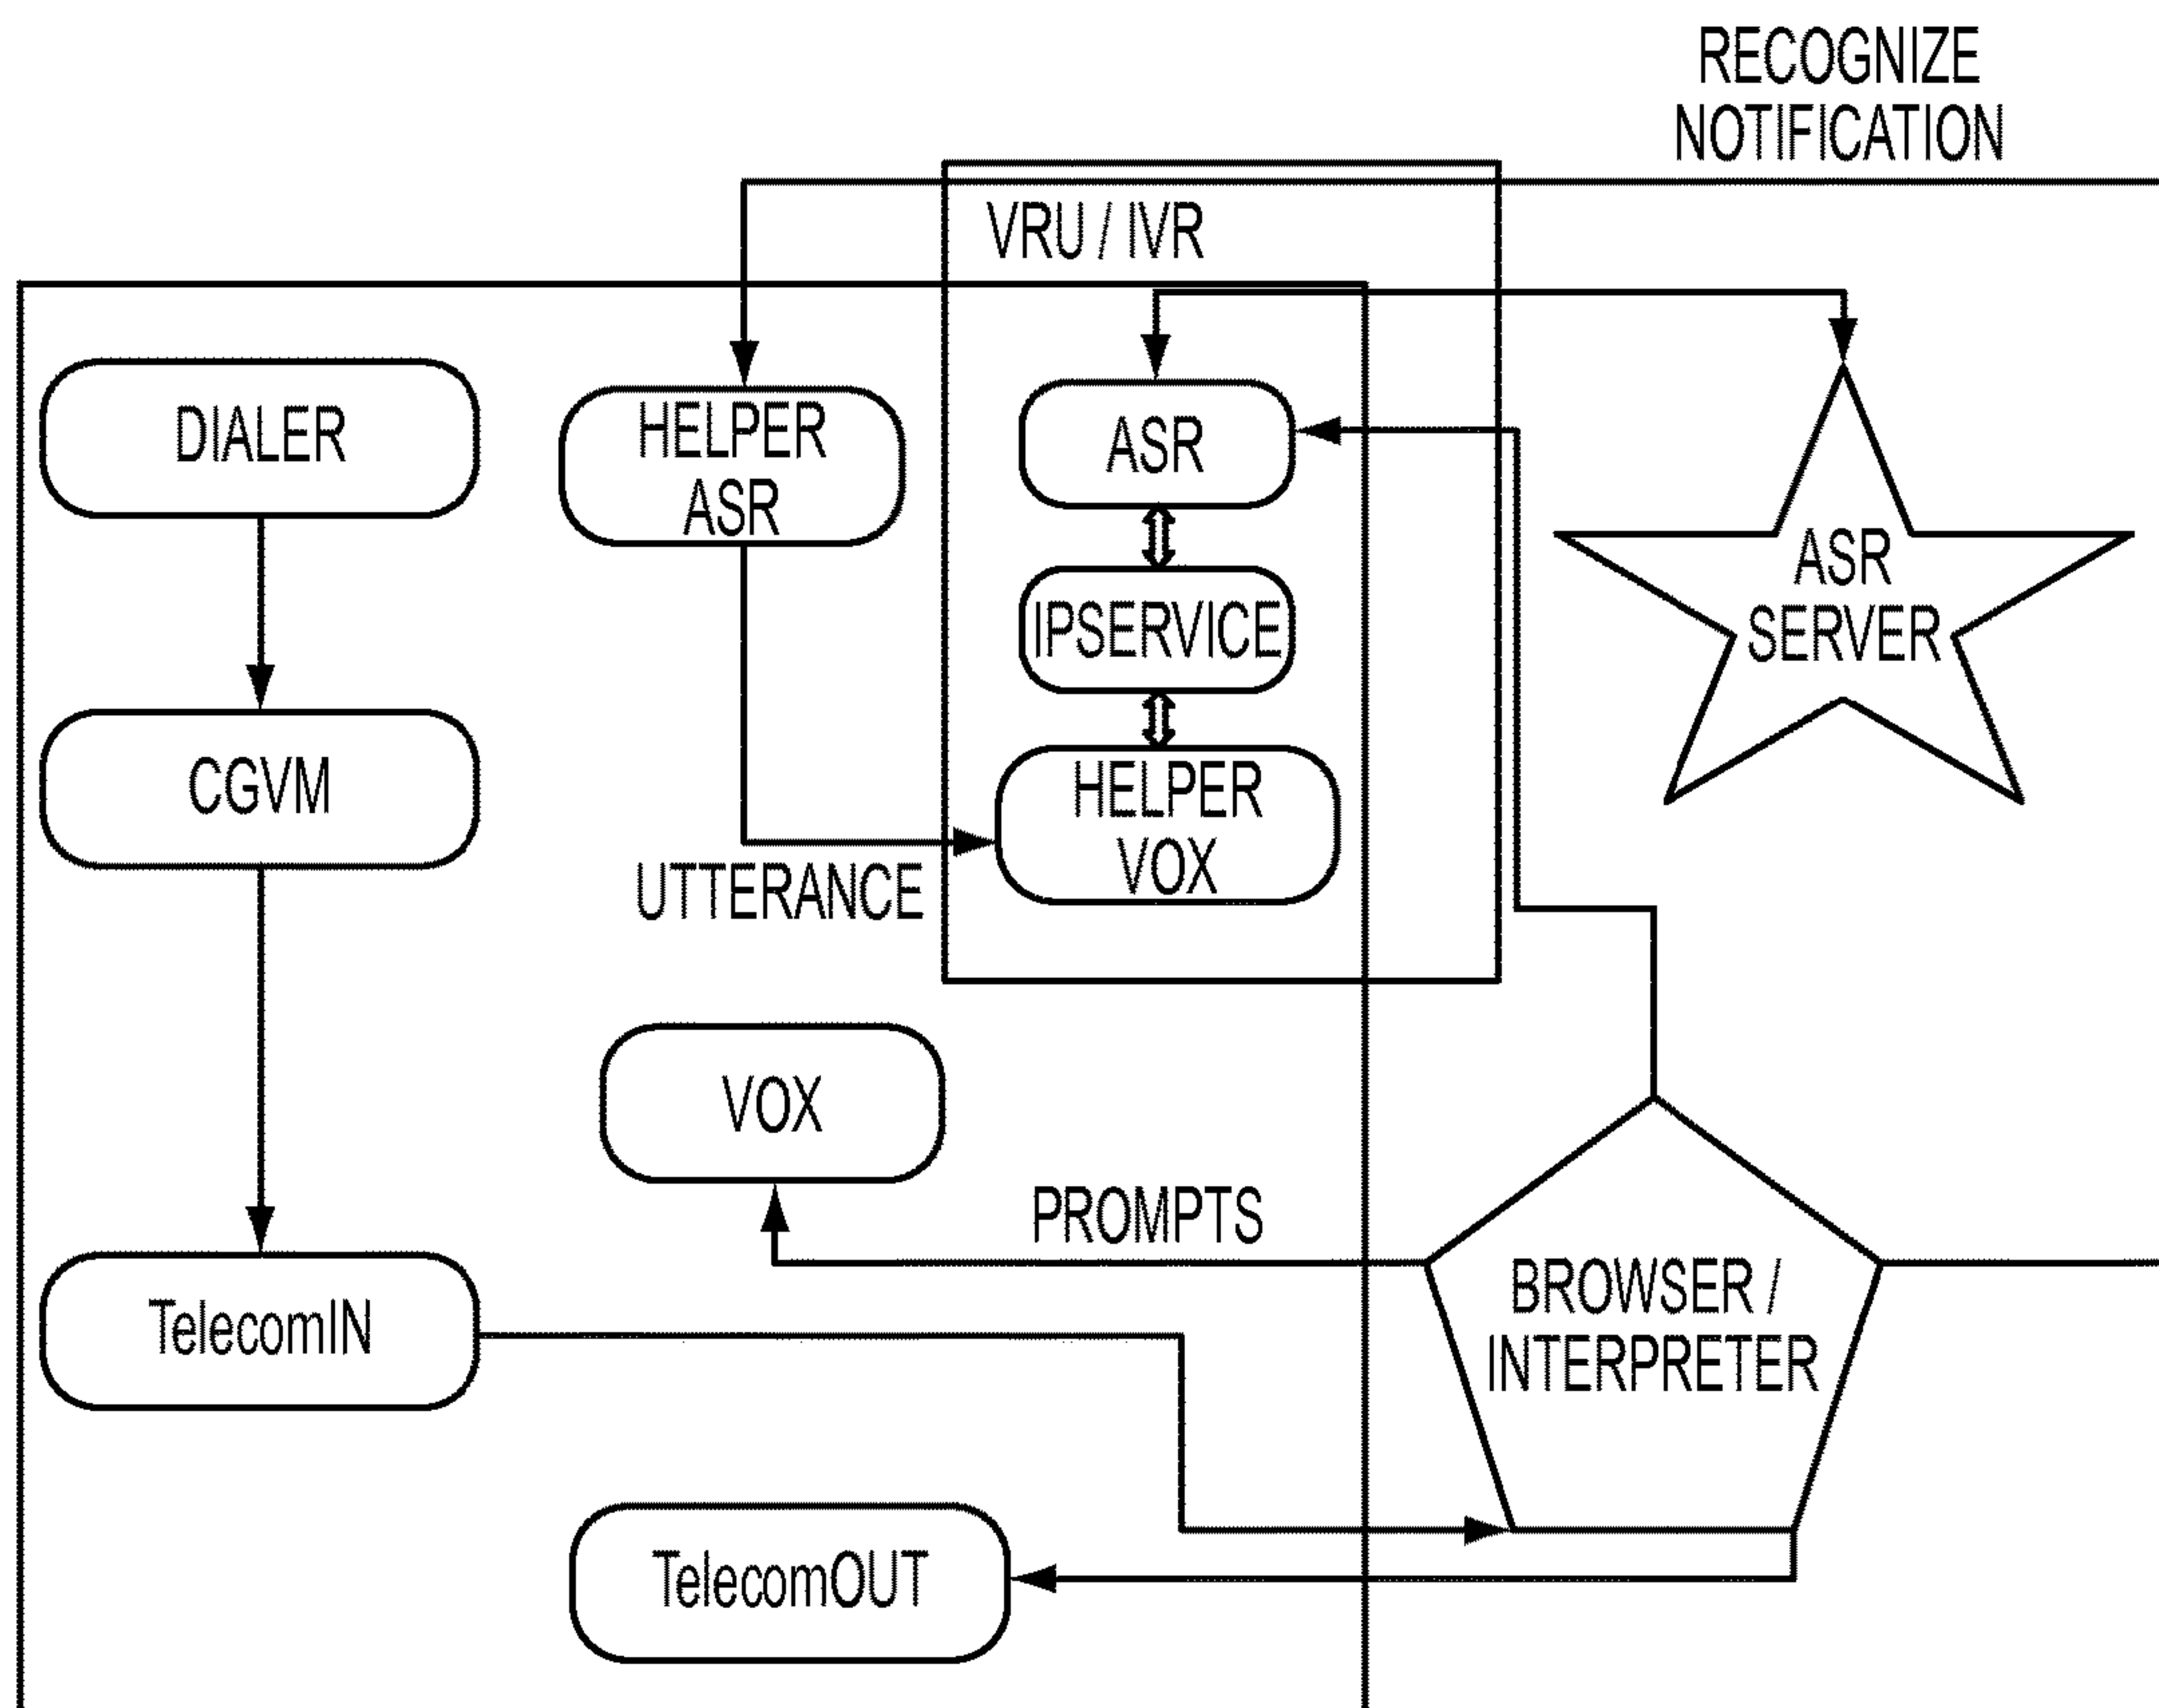 RECOGNIZE
NOTIFICATION
VRU / IVR
DIALER
HELPER
ASR
ASR
IPSERVICE
ASR
SERVER
CGVM
HELPER
VOX
UTTERANCE
VOX
PROMPTS
BROWSER /
INTERPRETER
TelecomIN
TelecomOUT